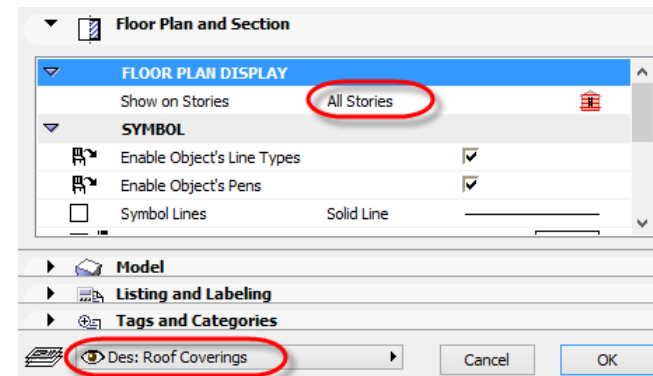 Floor Plan and Section
FLOOR PLAN DISPLAY
Show on Stories All Stories
SYMBOL
Enable Object's Line Types
Enable Object's Pens
Symbol Lines Solid Line
Model
Listing and Labeling
Tags and Categories
Des: Roof Coverings Cancel OK